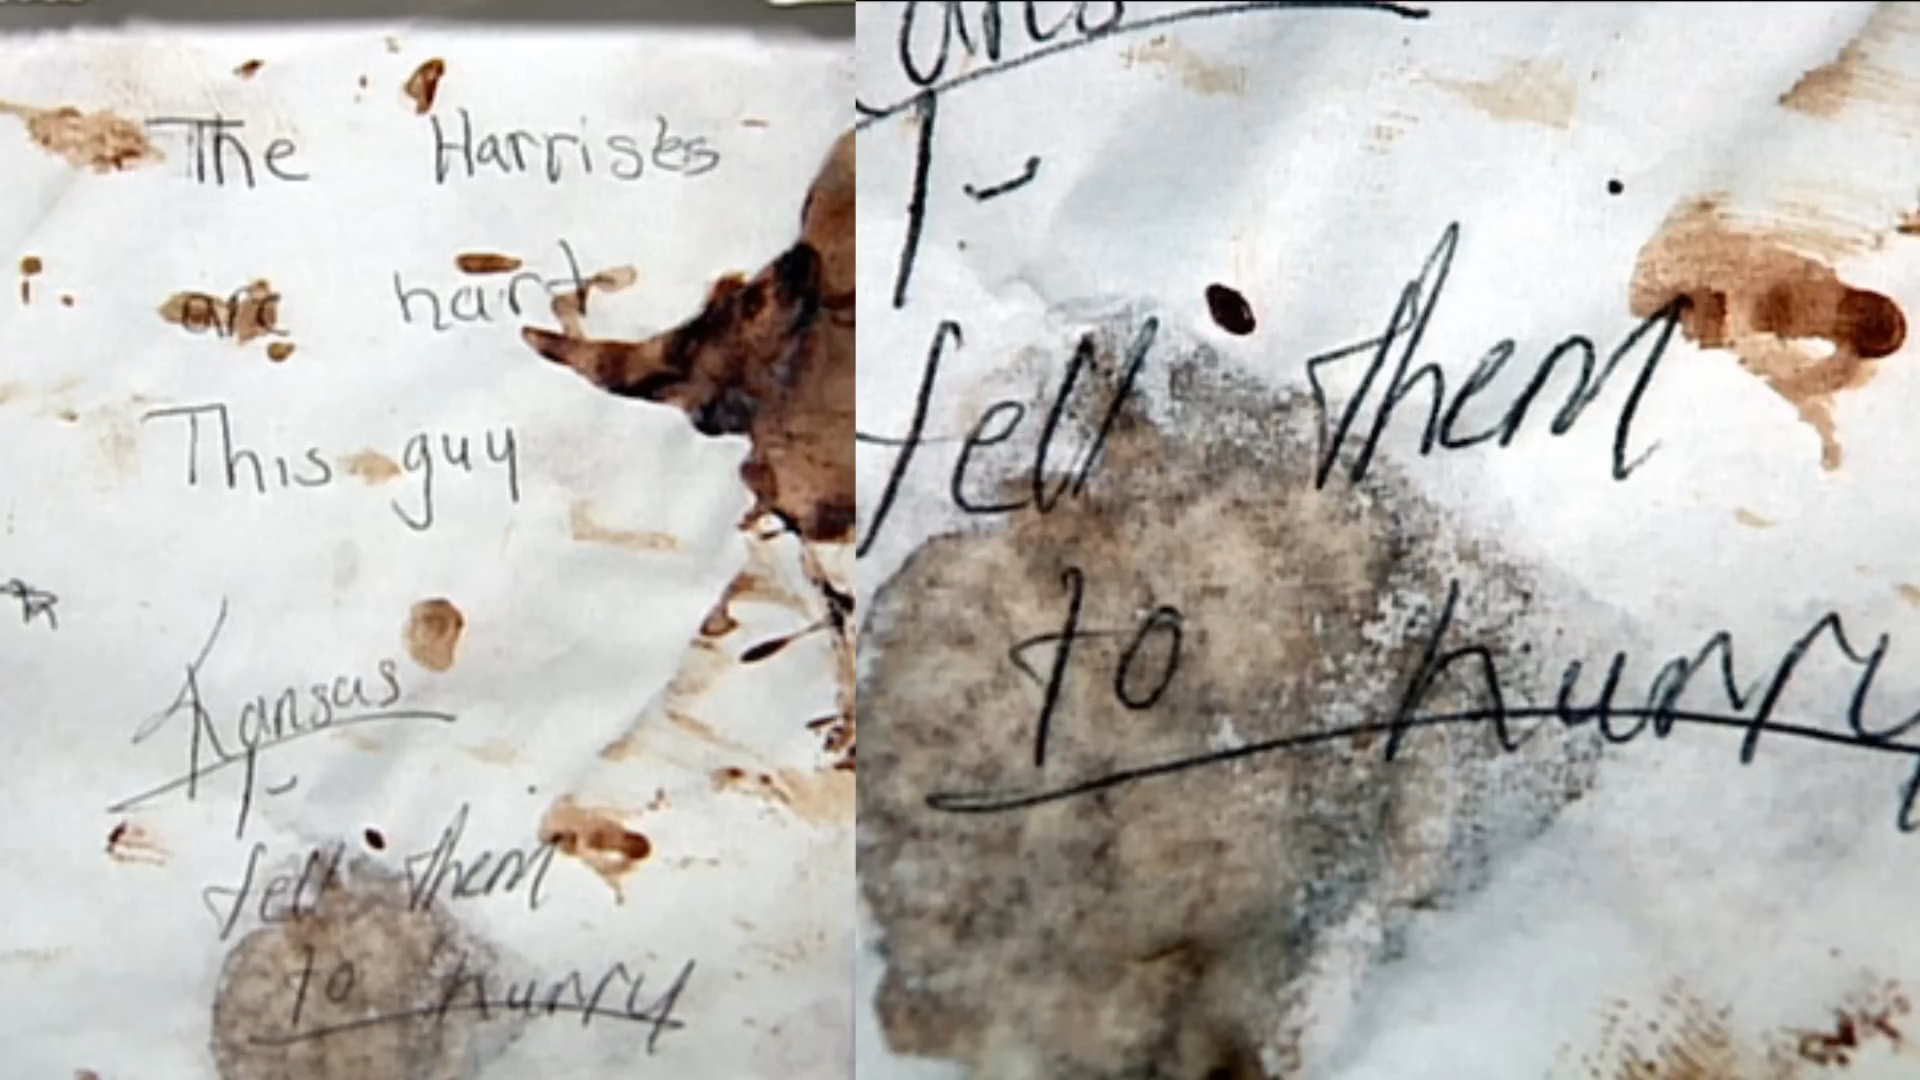 The Harrises
are hurt
This guy
Kansas
T-
tell them
to hurry
T-
tell them
to hurry